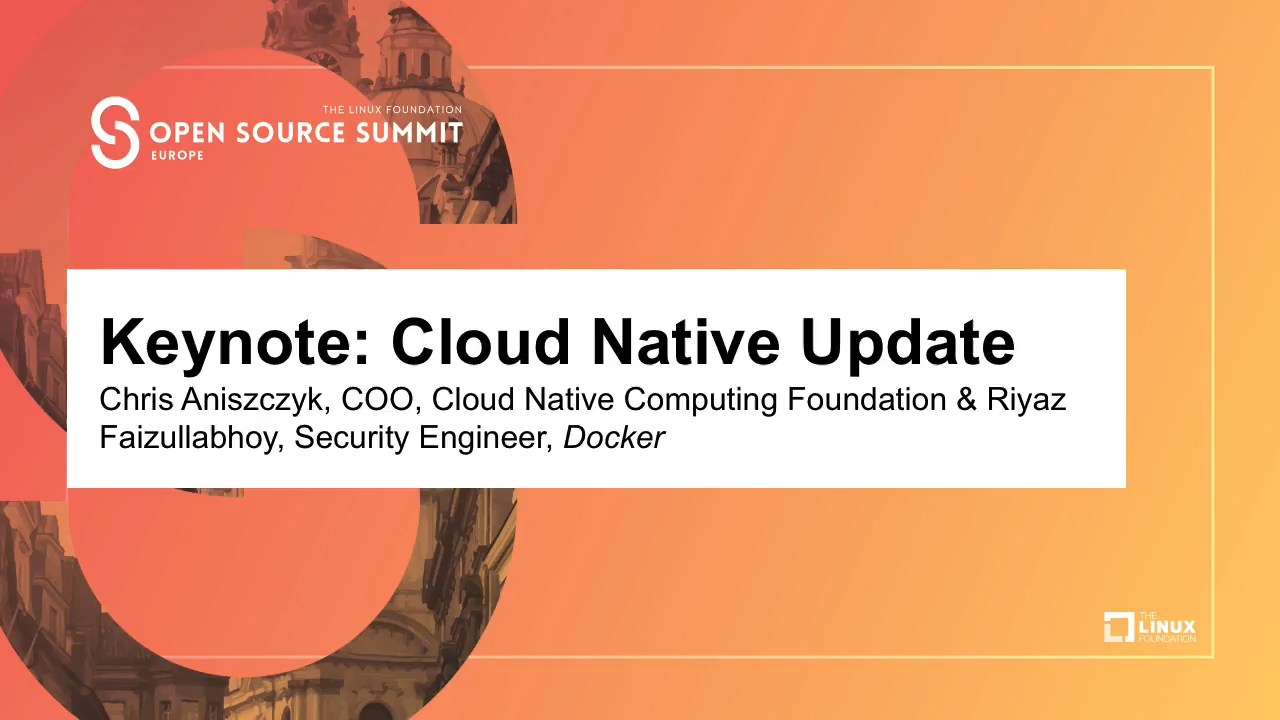 THE LINUX FOUNDATION
OPEN SOURCE SUMMIT
EUROPE
Keynote: Cloud Native Update
Chris Aniszczyk, COO, Cloud Native Computing Foundation & Riyaz
Faizullabhoy, Security Engineer, Docker
THE
LINUX
FOUNDATION